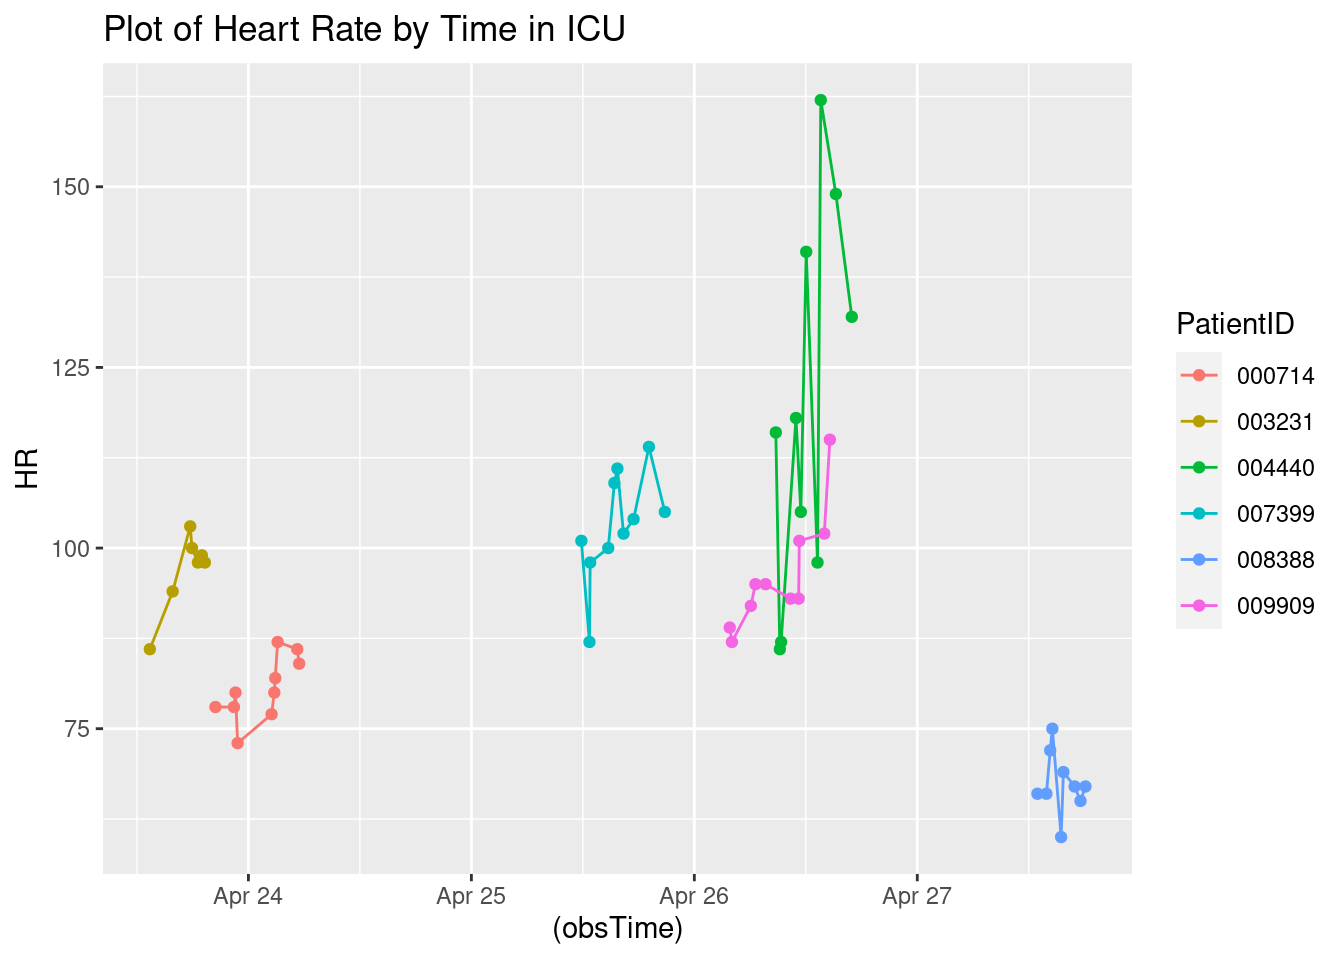 Plot of Heart Rate by Time in ICU
150
125
100
75
HR
Apr 24
Apr 25
Apr 26
Apr 27
(obsTime)
PatientID
000714
003231
004440
007399
008388
009909